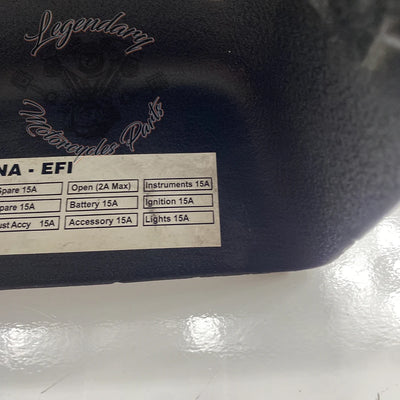 Legendary
Motorcycles Parts
NA - EFI
Spare 15A Open (2A Max) Instruments 15A
pare 15A Battery 15A Ignition 15A
ust Accy 15A Accessory 15A Lights 15A